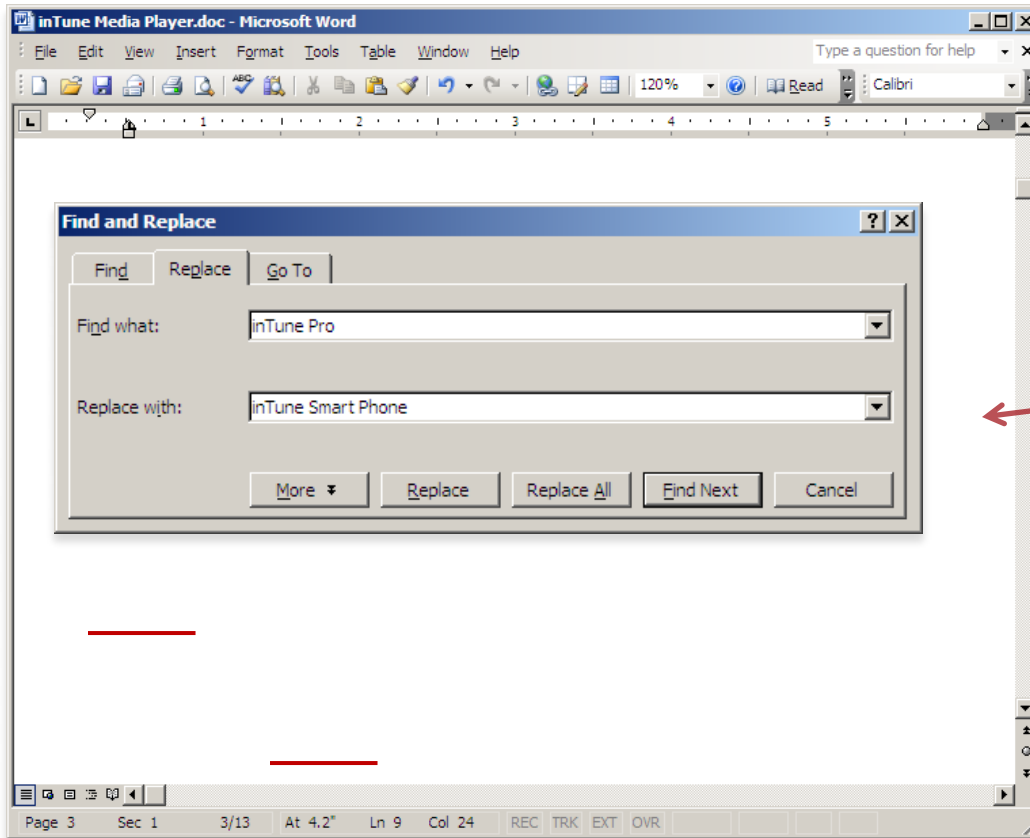 inTune Media Player.doc - Microsoft Word
File Edit View Insert Format Tools Table Window Help Type a question for help
ABC 120% Read Calibri
L 1 2 3 4 5
Find and Replace
Find Replace Go To
Find what: inTune Pro
Replace with: inTune Smart Phone
More Replace Replace All Find Next Cancel
Page 3 Sec 1 3/13 At 4.2" Ln 9 Col 24 REC TRK EXT OVR